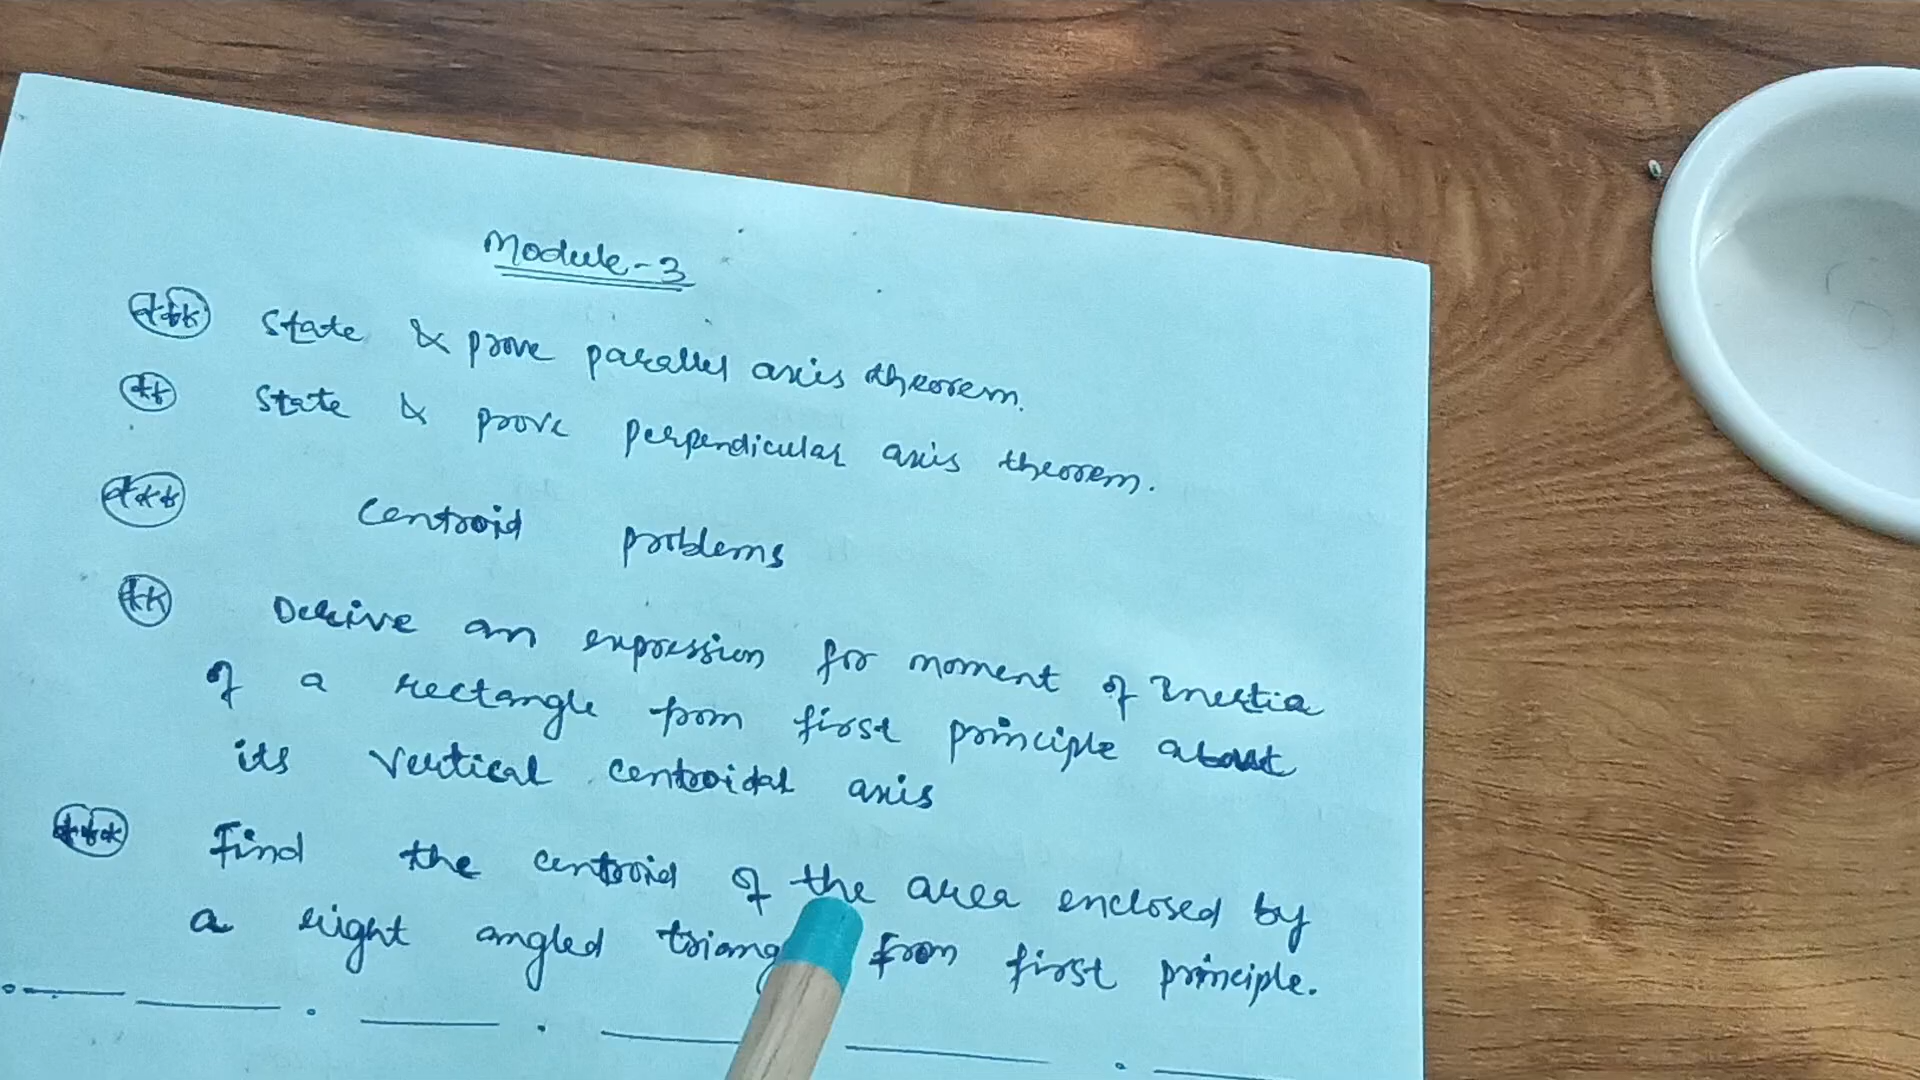 Module-3
*** State & prove parallel axis theorem.
** State & prove perpendicular axis theorem.
*** Centroid problems
** Derive an expression for moment of Inertia
of a rectangle from first principle about
its vertical centroidal axis
*** Find the centroid of the area enclosed by
a right angled triang from first principle.